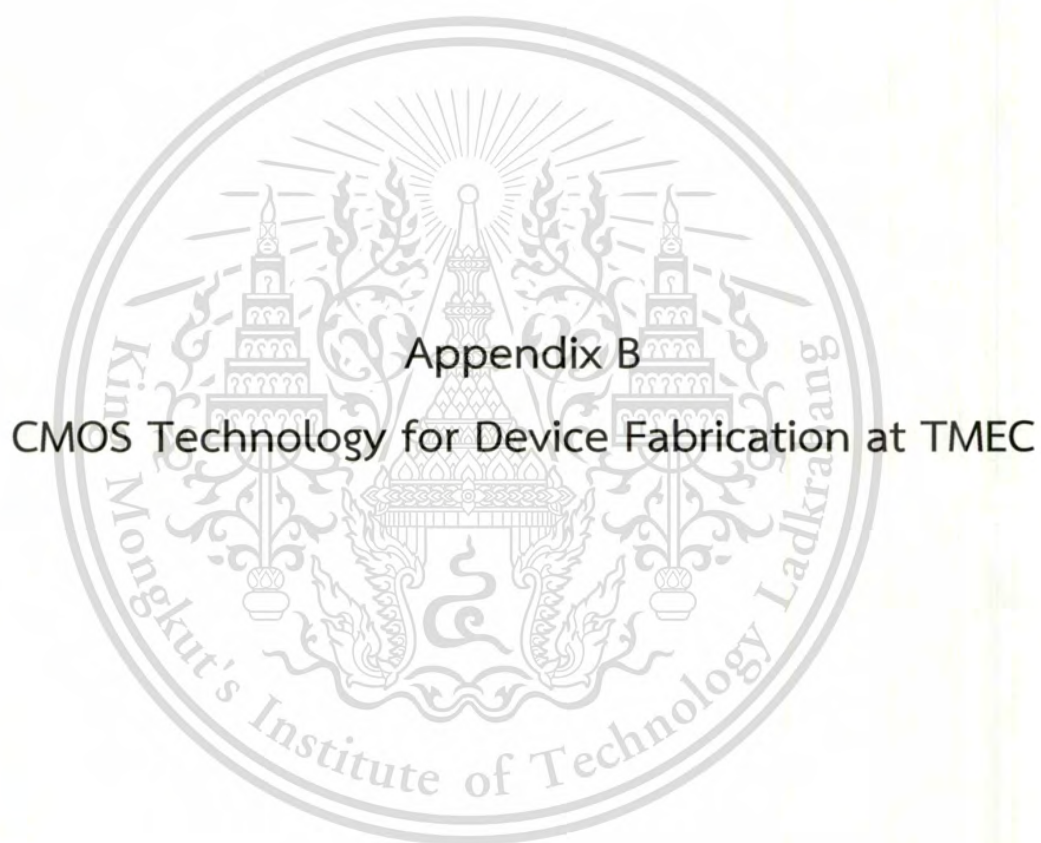 Appendix B
CMOS Technology for Device Fabrication at TMEC
King Mongkut's Institute of Technology Ladkrabang